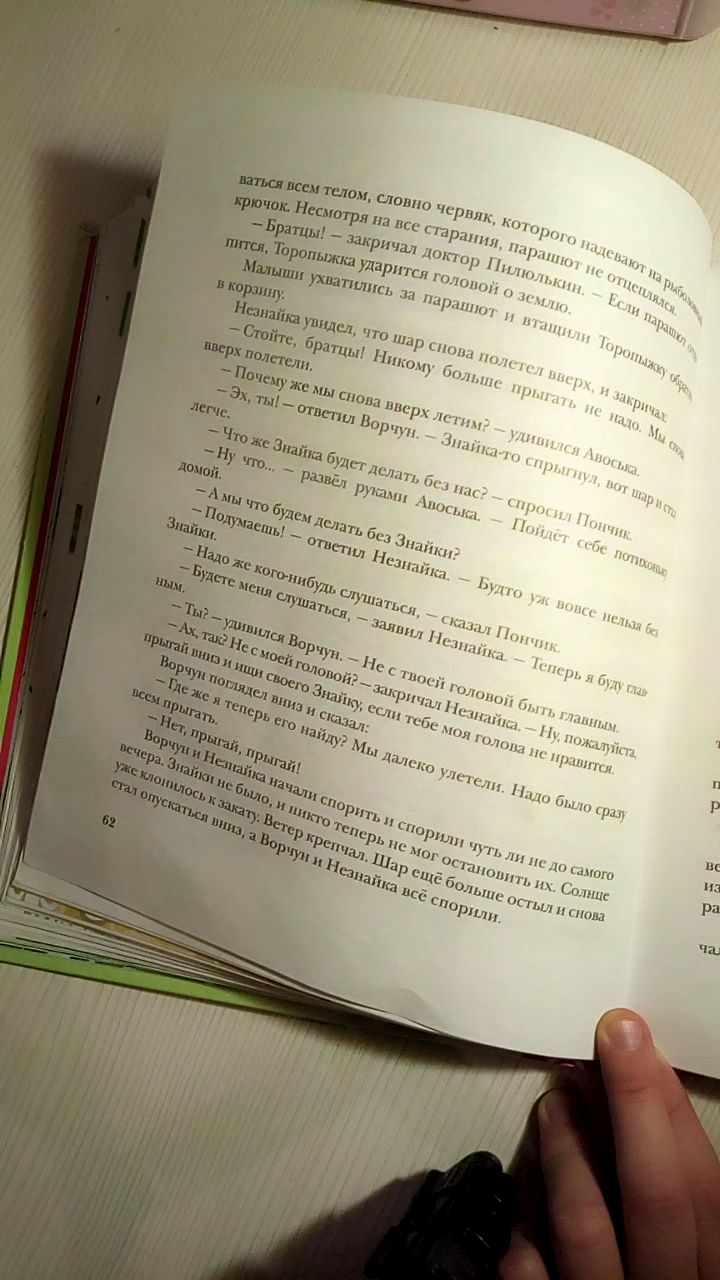 ваться всем телом, словно червяк, которого надевают на рыболовный
крючок. Несмотря на все старания, парашют не отцеплялся.
— Братцы! — закричал доктор Пилюлькин. — Если парашют отце-
пится, Торопыжка ударится головой о землю.
Малыши ухватились за парашют и втащили Торопыжку обратно
в корзину.
Незнайка увидел, что шар снова полетел вверх, и закричал:
— Стойте, братцы! Никому больше прыгать не надо. Мы снова
вверх полетели.
— Почему же мы снова вверх летим? — удивился Авоська.
— Эх, ты! — ответил Ворчун. — Знайка-то спрыгнул, вот шар и стал
легче.
— Что же Знайка будет делать без нас? — спросил Пончик.
— Ну что... — развёл руками Авоська. — Пойдёт себе потихоньку
домой.
— А мы что будем делать без Знайки?
— Подумаешь! — ответил Незнайка. — Будто уж вовсе нельзя без
Знайки.
— Надо же кого-нибудь слушаться, — сказал Пончик.
— Будете меня слушаться, — заявил Незнайка. — Теперь я буду глав-
ным.
— Ты? — удивился Ворчун. — Не с твоей головой быть главным.
— Ах, так? Не с моей головой? — закричал Незнайка. — Ну, пожалуйста,
прыгай вниз и ищи своего Знайку, если тебе моя голова не нравится.
Ворчун поглядел вниз и сказал:
— Где же я теперь его найду? Мы далеко улетели. Надо было сразу
всем прыгать.
— Нет, прыгай, прыгай!
Ворчун и Незнайка начали спорить и спорили чуть ли не до самого
вечера. Знайки не было, и никто теперь не мог остановить их. Солнце
уже клонилось к закату. Ветер крепчал. Шар ещё больше остыл и снова
стал опускаться вниз, а Ворчун и Незнайка всё спорили.
62